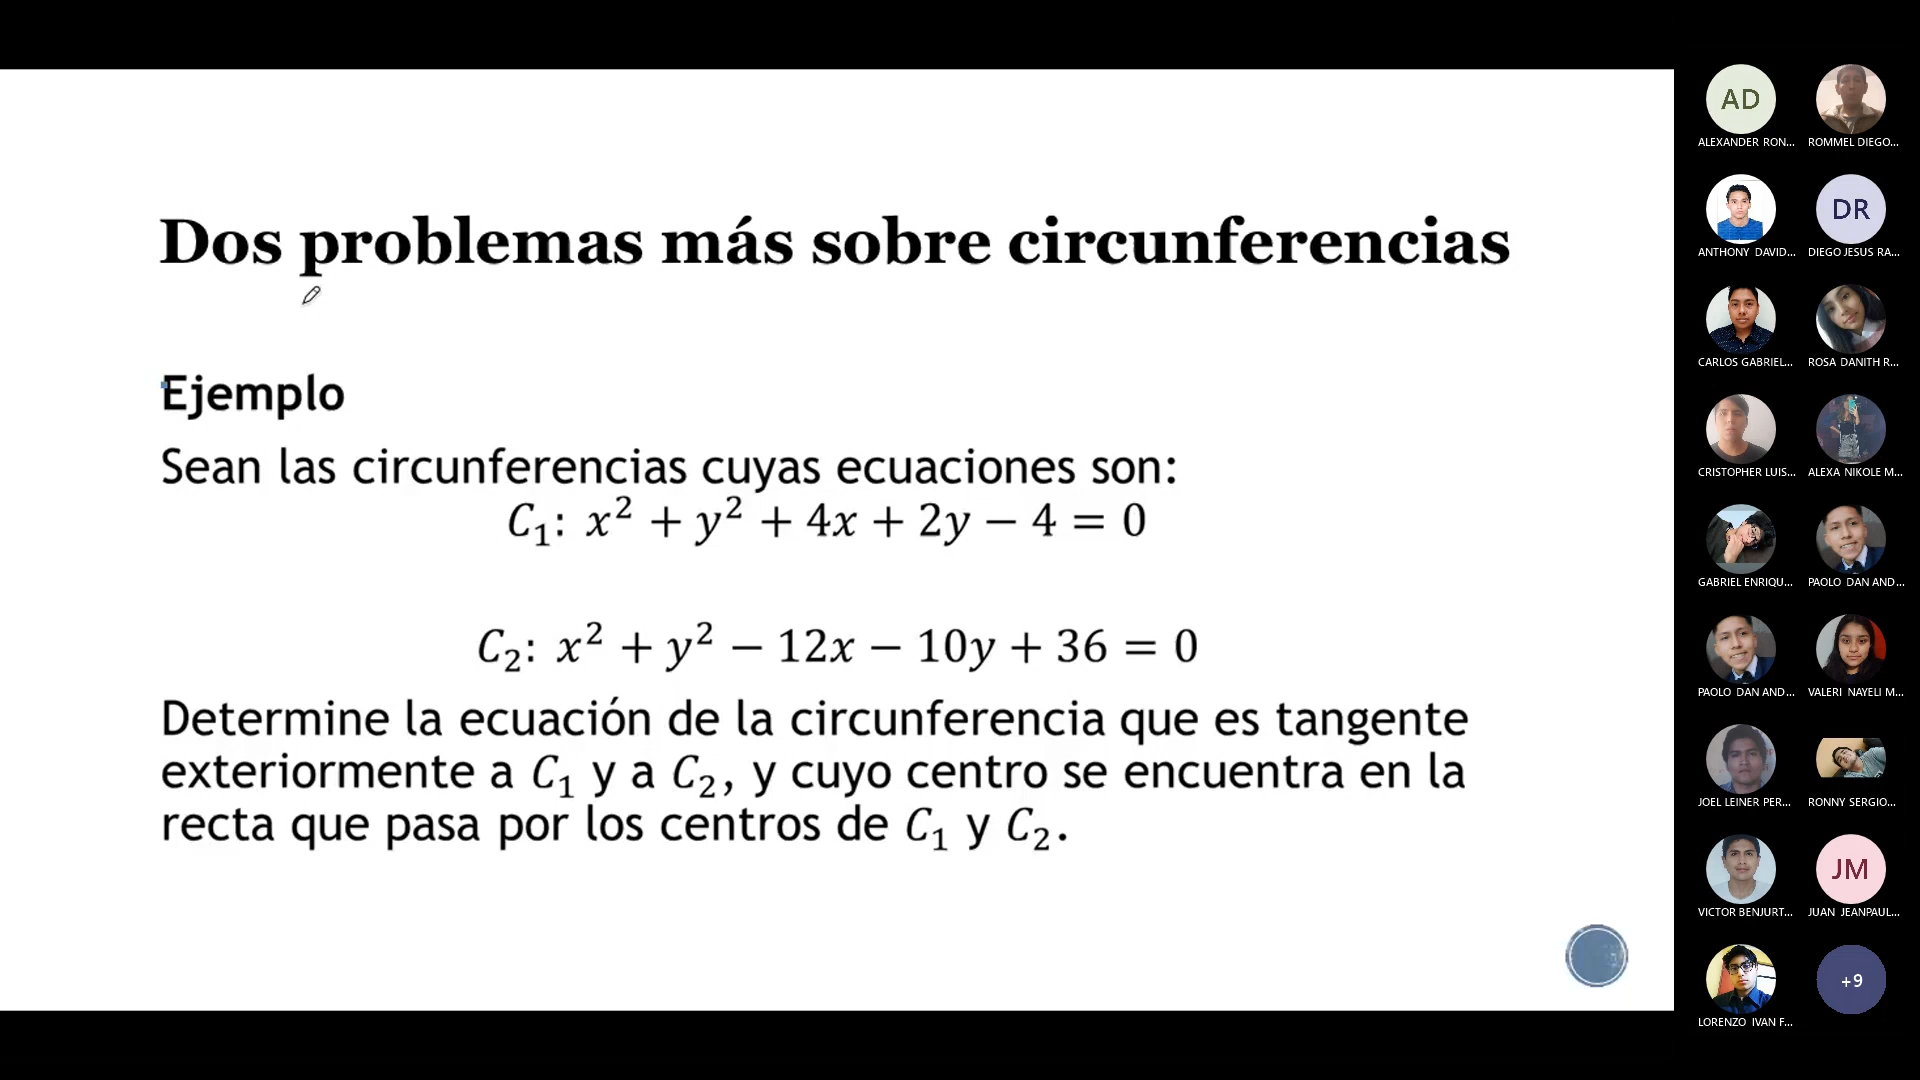 Dos problemas más sobre circunferencias
Ejemplo
Sean las circunferencias cuyas ecuaciones son:
C₁: x² + y² + 4x + 2y − 4 = 0
C₂: x² + y² − 12x − 10y + 36 = 0
Determine la ecuación de la circunferencia que es tangente
exteriormente a C₁ y a C₂, y cuyo centro se encuentra en la
recta que pasa por los centros de C₁ y C₂.
AD
ALEXANDER RON...
ROMMEL DIEGO...
ANTHONY DAVID...
DR
DIEGO JESUS RA...
CARLOS GABRIEL...
ROSA DANITH R...
CRISTOPHER LUIS...
ALEXA NIKOLE M...
GABRIEL ENRIQU...
PAOLO DAN AND...
PAOLO DAN AND...
VALERI NAYELI M...
JOEL LEINER PER...
RONNY SERGIO...
VICTOR BENJURT...
JM
JUAN JEANPAUL...
LORENZO IVAN F...
+9